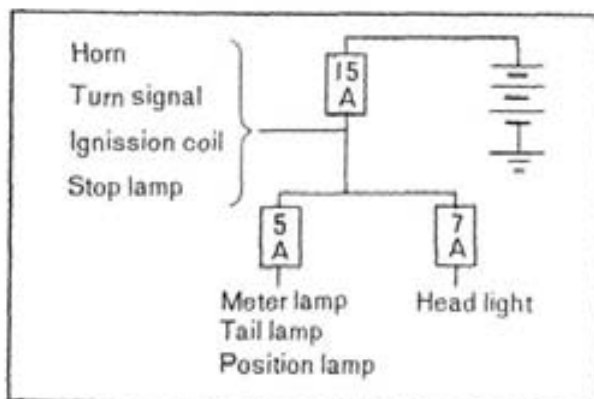 Horn
Turn signal
Ignission coil
Stop lamp
15
A
5
A
7
A
Meter lamp
Tail lamp
Position lamp
Head light